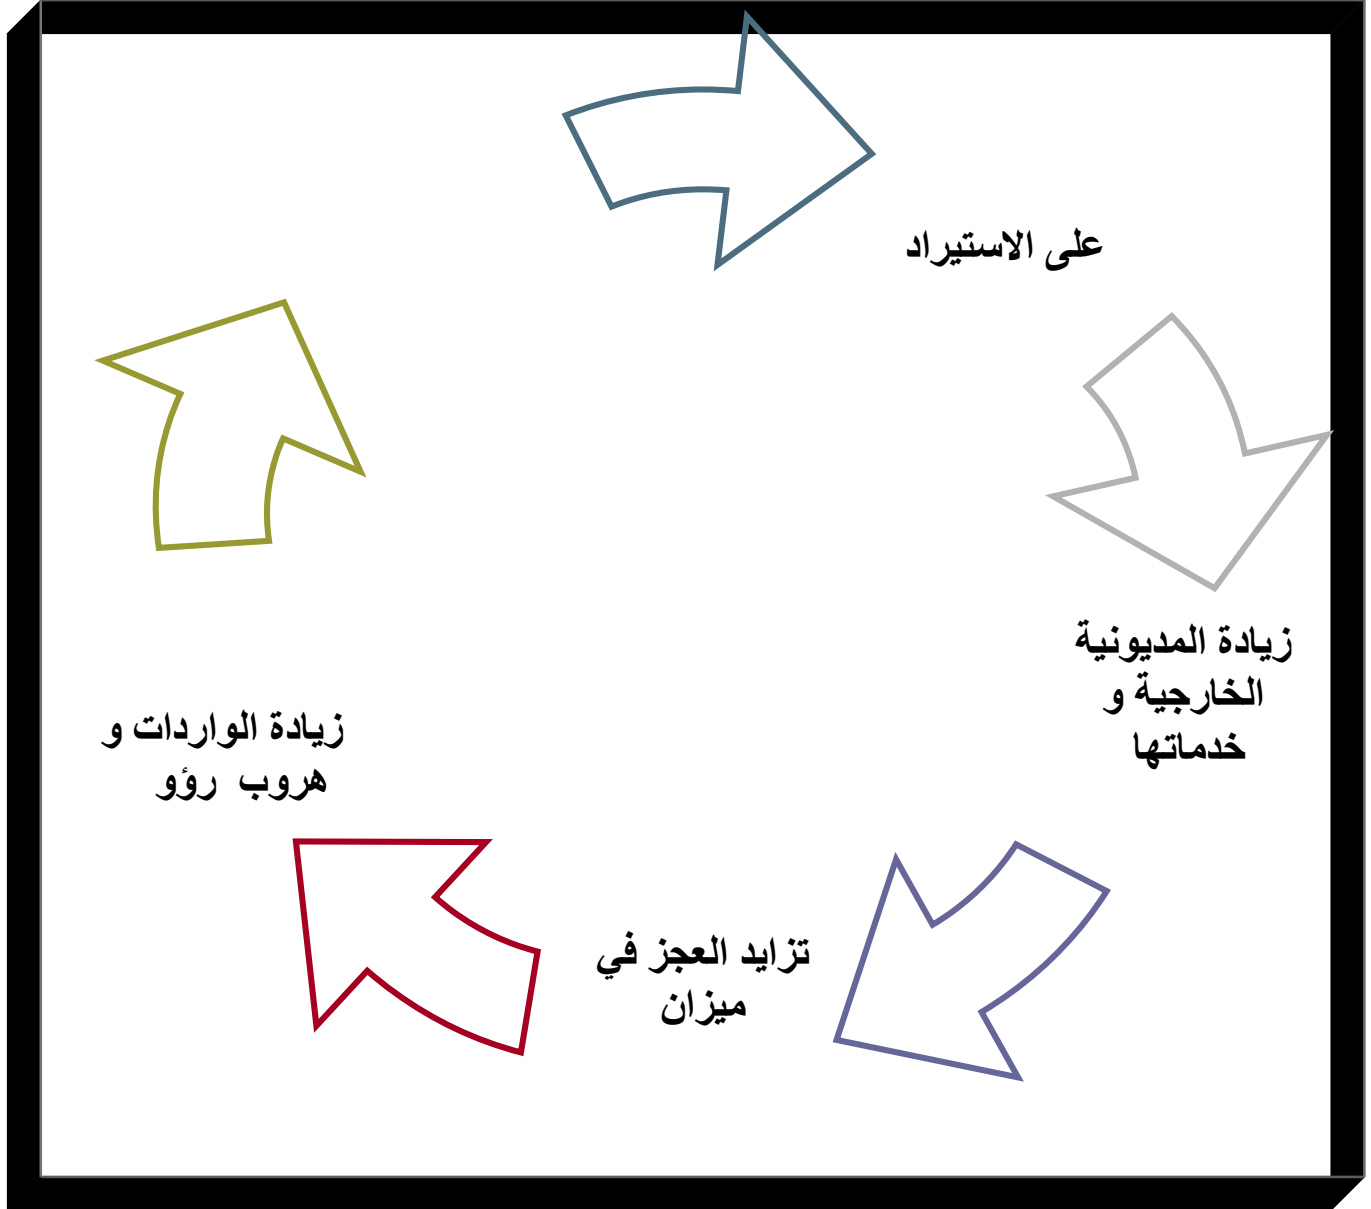 على الاستيراد
زيادة المديونية
الخارجية و
خدماتها
تزايد العجز في
ميزان
زيادة الواردات و
هروب رؤو